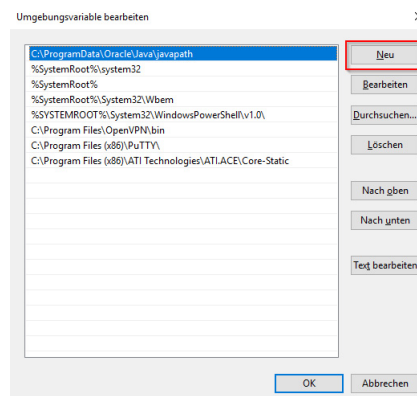 Umgebungsvariable bearbeiten
C:\ProgramData\Oracle\Java\javapath
%SystemRoot%\system32
%SystemRoot%
%SystemRoot%\System32\Wbem
%SYSTEMROOT%\System32\WindowsPowerShell\v1.0\
C:\Program Files\OpenVPN\bin
C:\Program Files (x86)\PuTTY\
C:\Program Files (x86)\ATI Technologies\ATI.ACE\Core-Static
Neu
Bearbeiten
Durchsuchen...
Löschen
Nach oben
Nach unten
Text bearbeiten
OK
Abbrechen